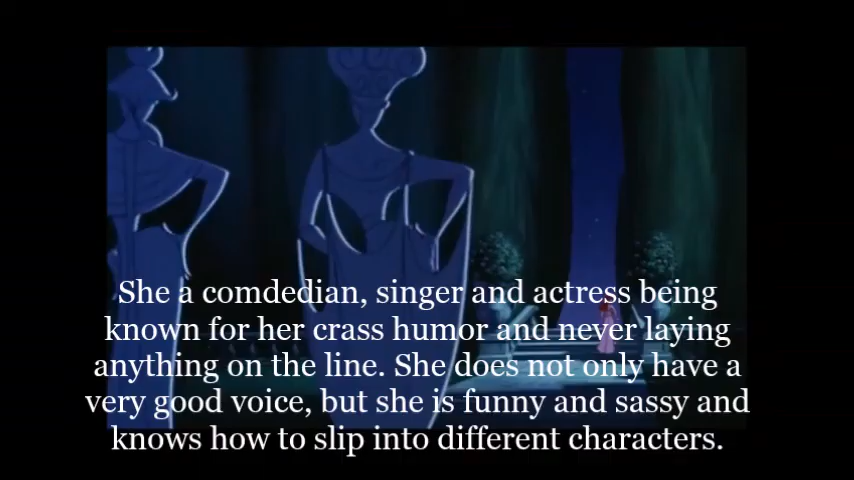 She a comdedian, singer and actress being
known for her crass humor and never laying
anything on the line. She does not only have a
very good voice, but she is funny and sassy and
knows how to slip into different characters.